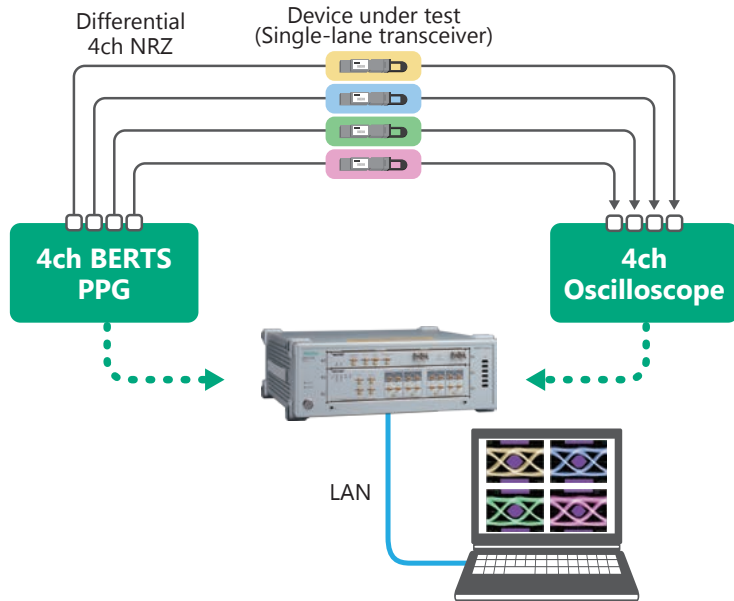 Differential
4ch NRZ
Device under test
(Single-lane transceiver)
4ch BERTS
PPG
4ch
Oscilloscope
LAN